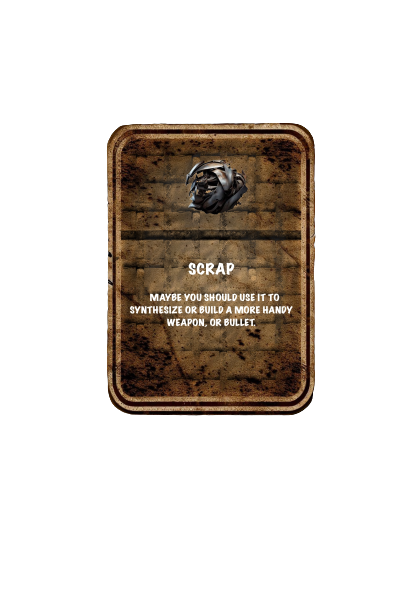 SCRAP
MAYBE YOU SHOULD USE IT TO
SYNTHESIZE OR BUILD A MORE HANDY
WEAPON, OR BULLET.